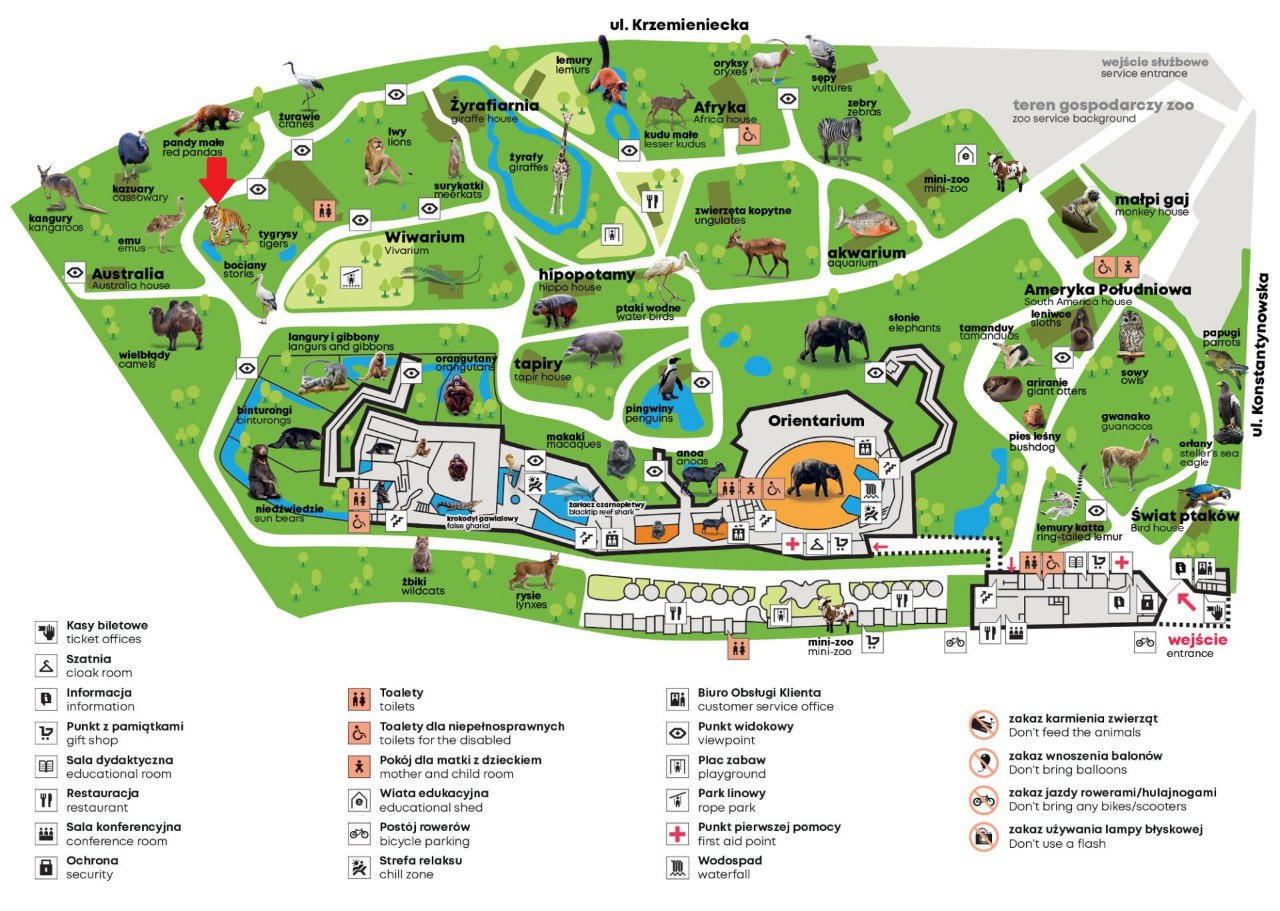 ul. Krzemieniecka
lemury
lemurs
oryksy
oryxes
sępy
vultures
wejście służbowe
service entrance
teren gospodarczy zoo
zoo service background
żurawie
cranes
Żyrafiarnia
giraffe house
Afryka
Africa house
zebry
zebras
pandy małe
red pandas
lwy
lions
kudu małe
lesser kudus
żyrafy
giraffes
surykatki
meerkats
mini-zoo
mini-zoo
kazuary
cassowary
kangury
kangaroos
małpi gaj
monkey house
zwierzęta kopytne
ungulates
emu
emus
tygrysy
tigers
Wiwarium
Vivarium
akwarium
aquarium
bociany
storks
Australia
Australia house
hipopotamy
hippo house
ptaki wodne
water birds
Ameryka Południowa
South America house
ul. Konstantynowska
leniwce
sloths
słonie
elephants
tamanduy
tamanduas
papugi
parrots
wielbłądy
camels
langury i gibbony
langurs and gibbons
orangutany
orangutans
tapiry
tapir house
sowy
owls
ariranie
giant otters
binturongi
binturongs
pingwiny
penguins
Orientarium
gwanako
guanacos
makaki
macaques
pies leśny
bushdog
anoa
anoas
orłany
steller's sea
eagle
niedźwiedzie
sun bears
krokodyl gawialowy
false gharial
żarłacz czarnopłetwy
blacktip reef shark
lemury katta
ring-tailed lemur
Świat ptaków
Bird house
żbiki
wildcats
rysie
lynxes
mini-zoo
mini-zoo
wejście
entrance
Kasy biletowe
ticket offices
Szatnia
cloak room
Informacja
information
Punkt z pamiątkami
gift shop
Sala dydaktyczna
educational room
Restauracja
restaurant
Sala konferencyjna
conference room
Ochrona
security
Toalety
toilets
Toalety dla niepełnosprawnych
toilets for the disabled
Pokój dla matki z dzieckiem
mother and child room
Wiata edukacyjna
educational shed
Postój rowerów
bicycle parking
Strefa relaksu
chill zone
Biuro Obsługi Klienta
customer service office
Punkt widokowy
viewpoint
Plac zabaw
playground
Park linowy
rope park
Punkt pierwszej pomocy
first aid point
Wodospad
waterfall
zakaz karmienia zwierząt
Don't feed the animals
zakaz wnoszenia balonów
Don't bring balloons
zakaz jazdy rowerami/hulajnogami
Don't bring any bikes/scooters
zakaz używania lampy błyskowej
Don't use a flash